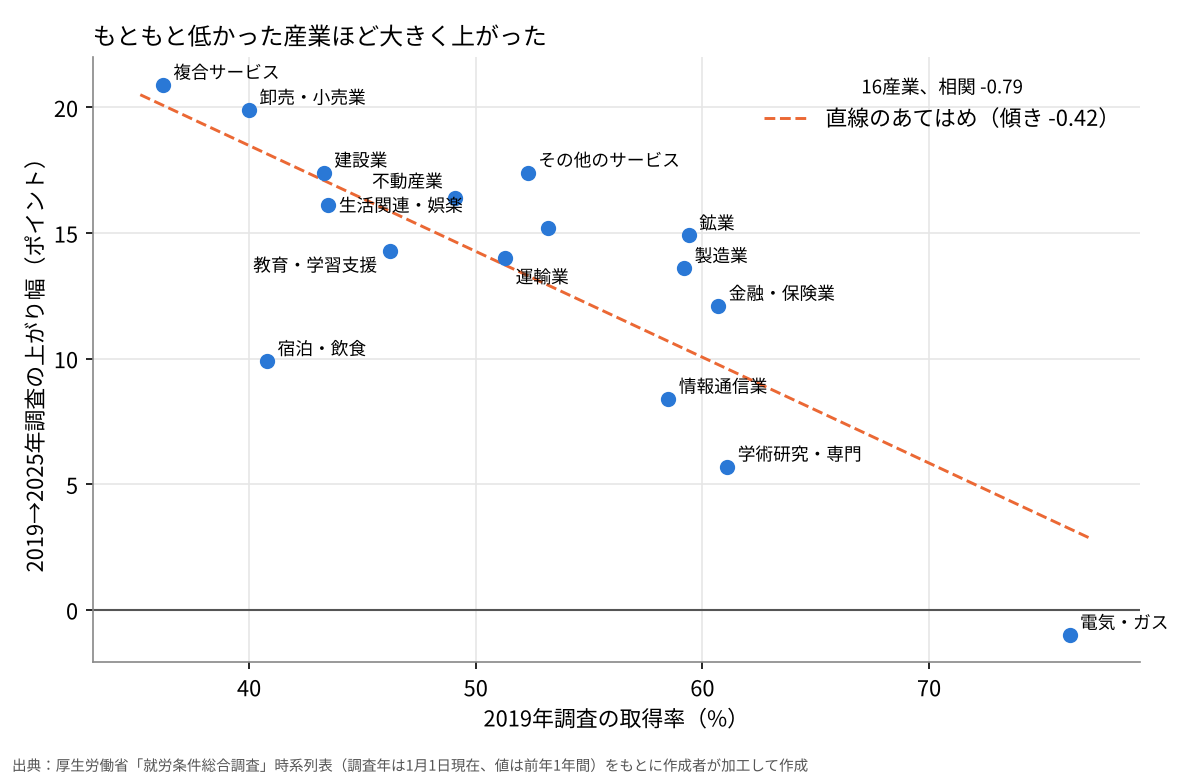 もともと低かった産業ほど大きく上がった
16産業、相関 -0.79
直線のあてはめ（傾き -0.42）
複合サービス
卸売・小売業
建設業
その他のサービス
不動産業
生活関連・娯楽
鉱業
製造業
教育・学習支援
運輸業
金融・保険業
宿泊・飲食
情報通信業
学術研究・専門
電気・ガス
20
15
10
5
0
40
50
60
70
2019→2025年調査の上がり幅（ポイント）
2019年調査の取得率（%）
出典：厚生労働省「就労条件総合調査」時系列表（調査年は1月1日現在、値は前年1年間）をもとに作成者が加工して作成